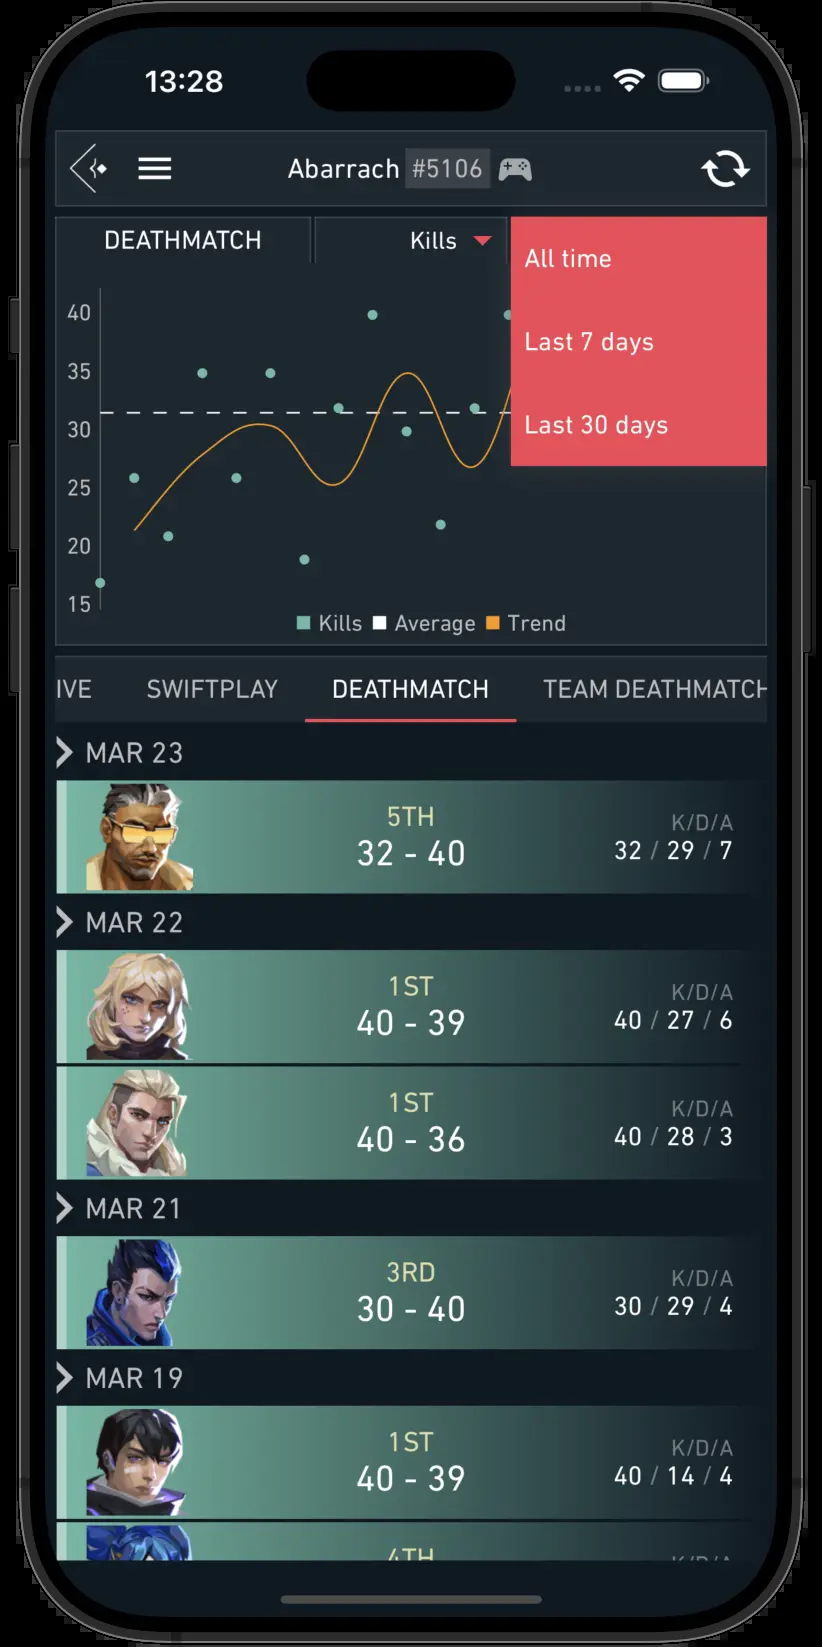 13:28
Abarrach #5106
DEATHMATCH
Kills
All time
Last 7 days
Last 30 days
40
35
30
25
20
15
Kills Average Trend
IVE SWIFTPLAY DEATHMATCH TEAM DEATHMATCH
MAR 23
5TH
K/D/A
32 - 40
32 / 29 / 7
MAR 22
1ST
K/D/A
40 - 39
40 / 27 / 6
1ST
K/D/A
40 - 36
40 / 28 / 3
MAR 21
3RD
K/D/A
30 - 40
30 / 29 / 4
MAR 19
1ST
K/D/A
40 - 39
40 / 14 / 4
4TH
K/D/A